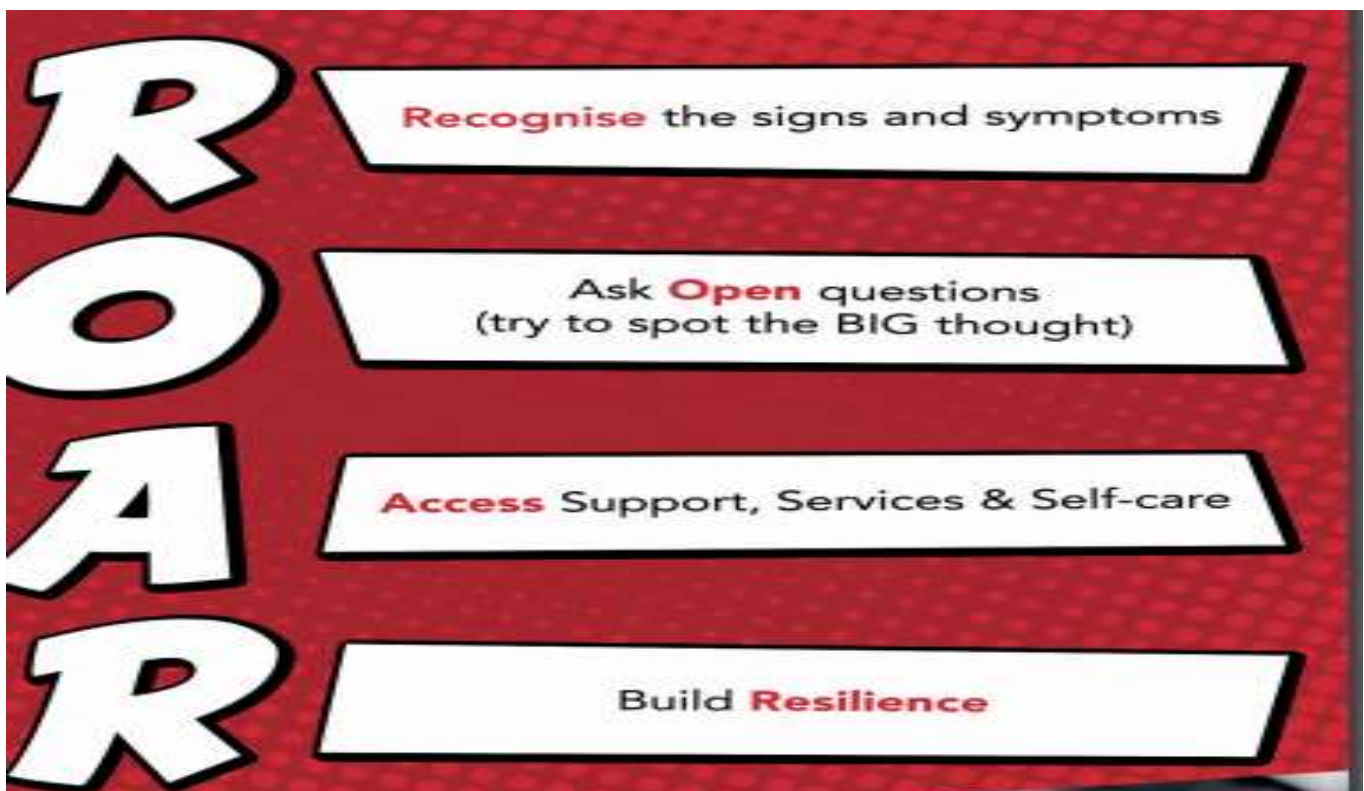 R
Recognise the signs and symptoms
O
Ask Open questions
(try to spot the BIG thought)
A
Access Support, Services & Self-care
R
Build Resilience